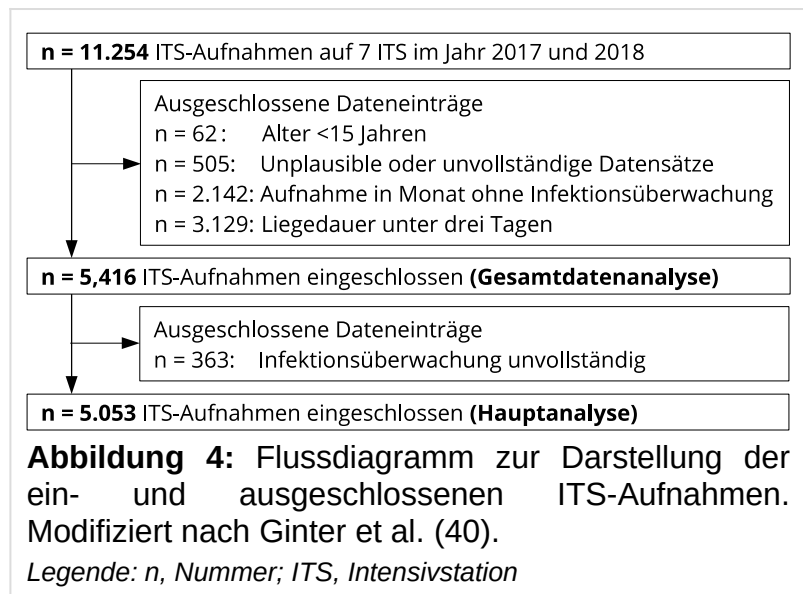 n = 11.254 ITS-Aufnahmen auf 7 ITS im Jahr 2017 und 2018
Ausgeschlossene Dateneinträge
n = 62 : Alter <15 Jahren
n = 505: Unplausible oder unvollständige Datensätze
n = 2.142: Aufnahme in Monat ohne Infektionsüberwachung
n = 3.129: Liegedauer unter drei Tagen
n = 5,416 ITS-Aufnahmen eingeschlossen (Gesamtdatenanalyse)
Ausgeschlossene Dateneinträge
n = 363: Infektionsüberwachung unvollständig
n = 5.053 ITS-Aufnahmen eingeschlossen (Hauptanalyse)
Abbildung 4: Flussdiagramm zur Darstellung der
ein- und ausgeschlossenen ITS-Aufnahmen.
Modifiziert nach Ginter et al. (40).
Legende: n, Nummer; ITS, Intensivstation